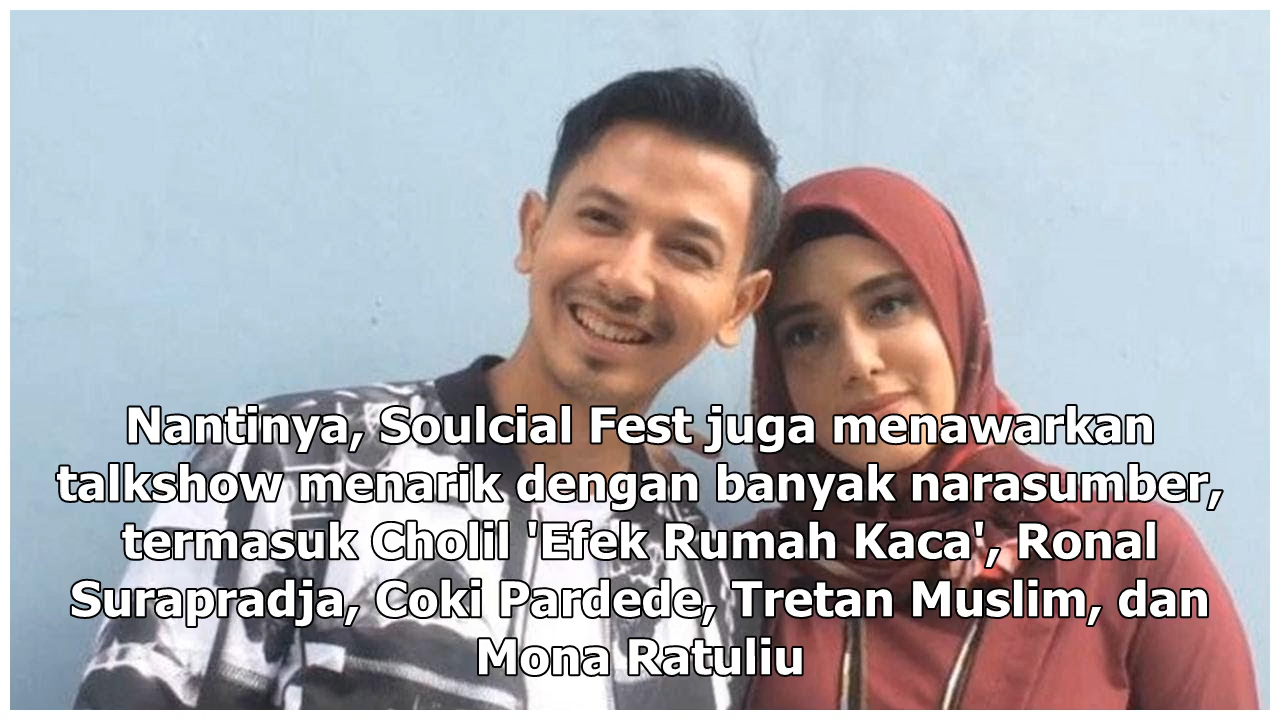 Nantinya, Soulcial Fest juga menawarkan
talkshow menarik dengan banyak narasumber,
termasuk Cholil 'Efek Rumah Kaca', Ronal
Surapradja, Coki Pardede, Tretan Muslim, dan
Mona Ratuliu